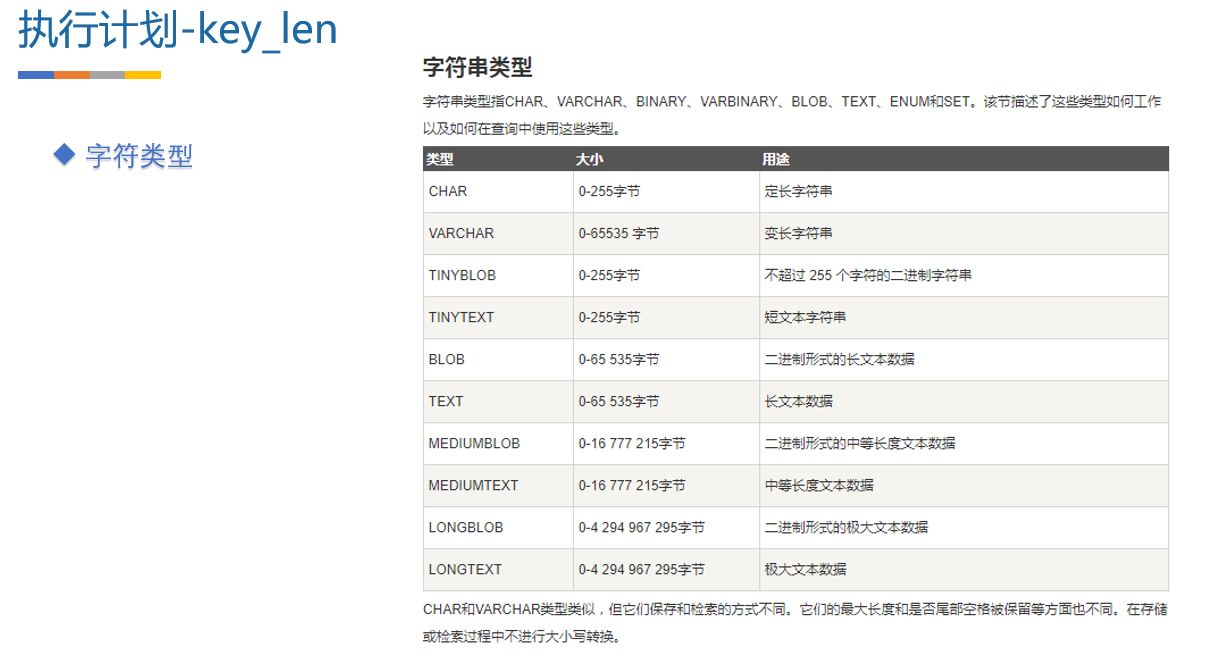 执行计划-key_len
字符类型
字符串类型
字符串类型指CHAR、VARCHAR、BINARY、VARBINARY、BLOB、TEXT、ENUM和SET。该节描述了这些类型如何工作
以及如何在查询中使用这些类型。
类型 大小 用途
CHAR 0-255字节 定长字符串
VARCHAR 0-65535 字节 变长字符串
TINYBLOB 0-255字节 不超过 255 个字符的二进制字符串
TINYTEXT 0-255字节 短文本字符串
BLOB 0-65 535字节 二进制形式的长文本数据
TEXT 0-65 535字节 长文本数据
MEDIUMBLOB 0-16 777 215字节 二进制形式的中等长度文本数据
MEDIUMTEXT 0-16 777 215字节 中等长度文本数据
LONGBLOB 0-4 294 967 295字节 二进制形式的极大文本数据
LONGTEXT 0-4 294 967 295字节 极大文本数据
CHAR和VARCHAR类型类似，但它们保存和检索的方式不同。它们的最大长度和是否尾部空格被保留等方面也不同。在存储
或检索过程中不进行大小写转换。